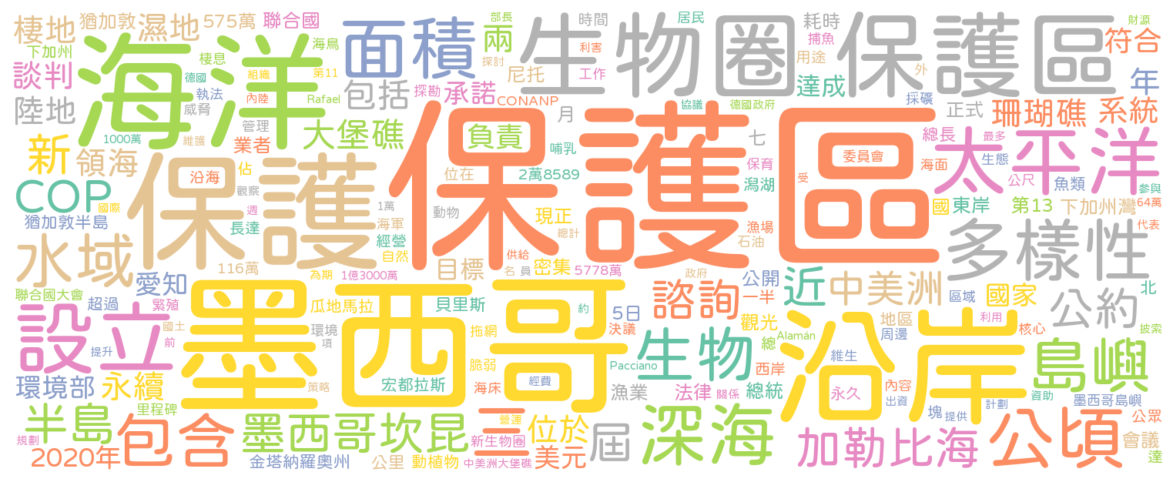 棲地 猶加敦 濕地 575萬 聯合國
部長 時間 居民 財源
下加州 棲息 海鳥 面積 兩 利害 耗時 捕魚 符合
海洋 生物圈 保護區
談判 德國 組織 第11 探討 尼托 工作 用途 達成 外 年
陸地 執法 內陸 Rafael 包括 探勘 承諾 CONANP 採礦 正式 珊瑚礁 系統
威脅 管理 月 協議 德國政府
1000萬 維護 大堡礁 負責 七 總長 最多
新 領海 業者 哺乳 保育 委員會 海面 生態 太平洋
沿海 佔 保護 保護區 位在 2萬8589 潟湖 受 公尺 魚類 參與
COP 國際 觀察 1萬 動物 現正 漁場 國 東岸 第13 下加州灣 64萬
猶加敦半島 週 長達 海軍 經營 總計 石油 代表
水域 116萬 自然 供給 多樣性
愛知 為期 1億3000萬 目標 名 員 密集 5778萬 政府 公開 近 中美洲 區域 國家 公約 北
聯合國大會 超過 繁殖 瓜地馬拉 貝里斯 約 5日 諮詢 一半
設立 國土 前 墨西哥 環境 項 拖網 決議 觀光 地區 利用 核心 披索
提升 總 Alamán 周邊 沿岸
脆弱 生物 維生 島嶼
環境部 永續 策略 宏都拉斯 海床 經費 Pacciano 西岸 內容 塊 計劃 資助
里程碑 漁業 法律 關係 總統 永久 出資 提供 墨西哥島嶼
半島 包含 墨西哥坎昆 三 營運 位於 屆 深海 加勒比海 公頃 公眾
規劃 2020年 金塔納羅奧州 公里 動植物 新生物圈 中美洲大堡礁 美元 會議 達